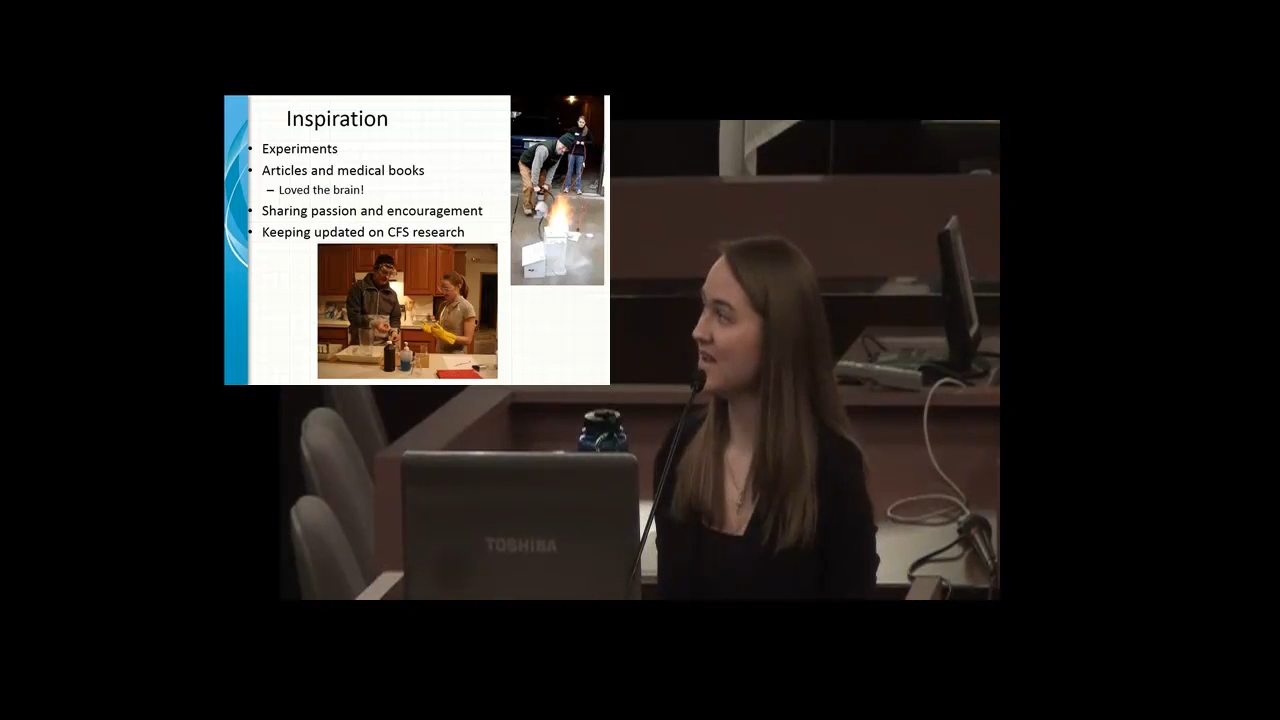 Inspiration
• Experiments
• Articles and medical books
– Loved the brain!
• Sharing passion and encouragement
• Keeping updated on CFS research
TOSHIBA